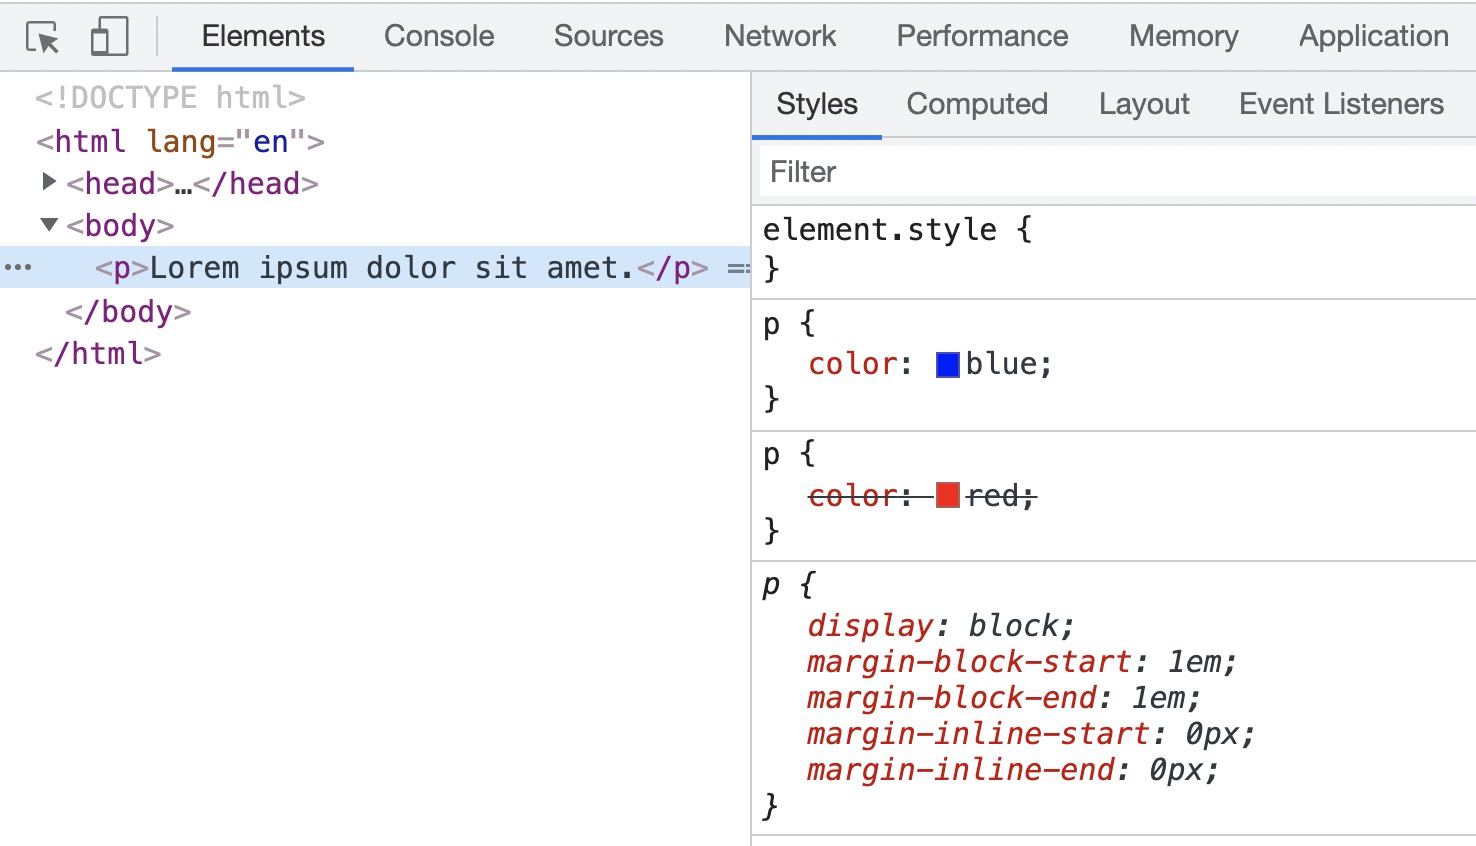 Elements Console Sources Network Performance Memory Application
<!DOCTYPE html>
<html lang="en">
<head>…</head>
<body>
<p>Lorem ipsum dolor sit amet.</p> ==
</body>
</html>
Styles Computed Layout Event Listeners
Filter
element.style {
}
p {
color: blue;
}
p {
color: red;
}
p {
display: block;
margin-block-start: 1em;
margin-block-end: 1em;
margin-inline-start: 0px;
margin-inline-end: 0px;
}